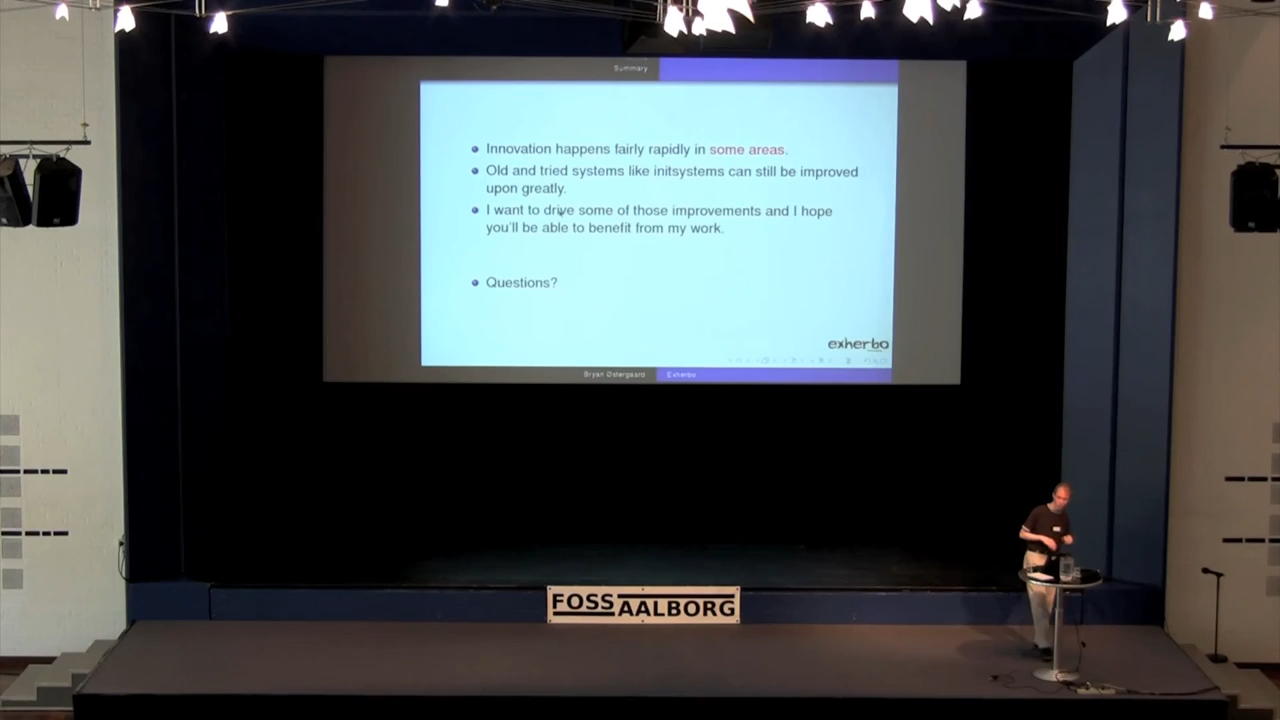 Summary
Innovation happens fairly rapidly in some areas.
Old and tried systems like initsystems can still be improved
upon greatly.
I want to drive some of those improvements and I hope
you'll be able to benefit from my work.
Questions?
exherbo
Bryan Østergaard Exherbo
FOSS AALBORG